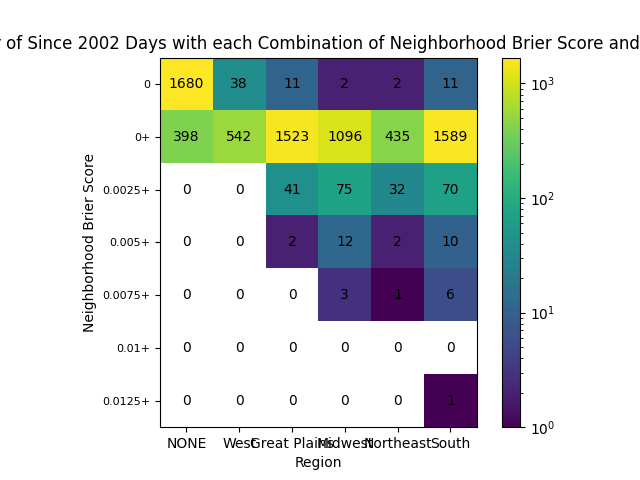 of Since 2002 Days with each Combination of Neighborhood Brier Score and
0 1680 38 11 2 2 11
0+ 398 542 1523 1096 435 1589
0.0025+ 0 0 41 75 32 70
0.005+ 0 0 2 12 2 10
0.0075+ 0 0 0 3 1 6
0.01+ 0 0 0 0 0 0
0.0125+ 0 0 0 0 0 1
NONE West Great Plains Midwest Northeast South
Region
Neighborhood Brier Score
10³
10²
10¹
10⁰